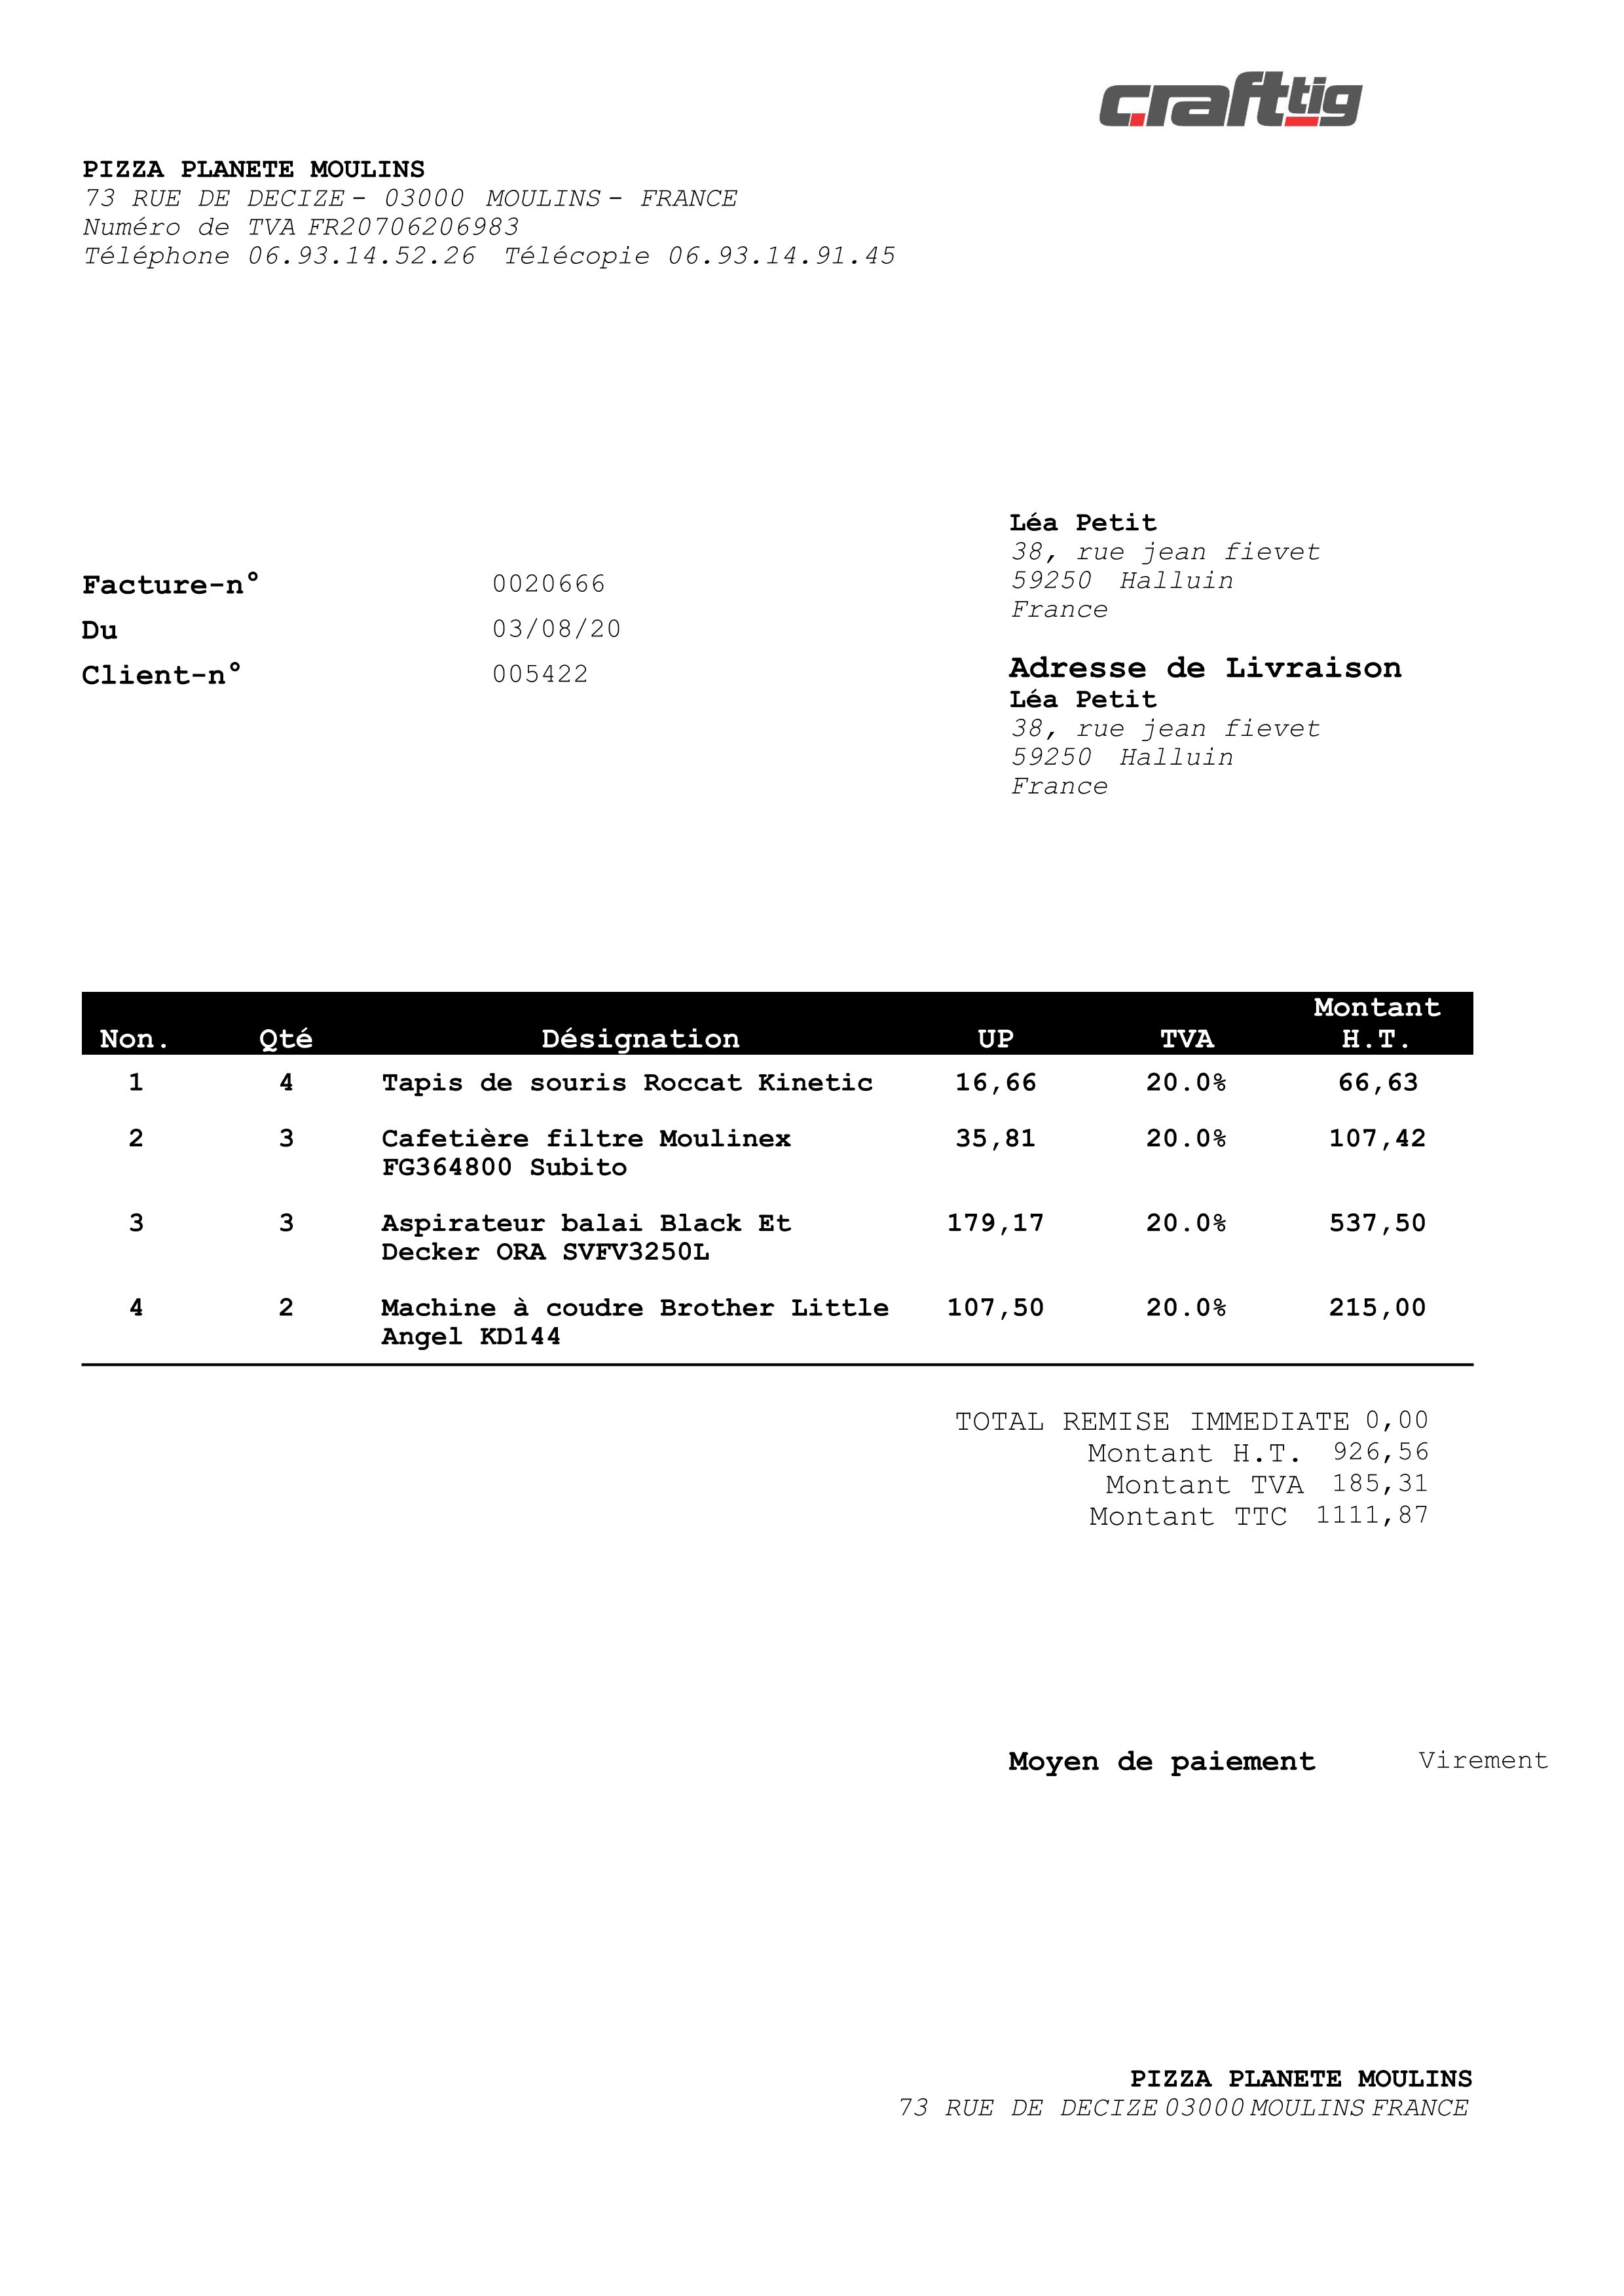 crafttig
PIZZA PLANETE MOULINS
73 RUE DE DECIZE - 03000 MOULINS - FRANCE
Numéro de TVA FR20706206983
Téléphone 06.93.14.52.26 Télécopie 06.93.14.91.45
Léa Petit
38, rue jean fievet
59250 Halluin
France
Facture-n° 0020666
Du 03/08/20
Client-n° 005422
Adresse de Livraison
Léa Petit
38, rue jean fievet
59250 Halluin
France
Non. Qté Désignation UP TVA Montant H.T.
1 4 Tapis de souris Roccat Kinetic 16,66 20.0% 66,63
2 3 Cafetière filtre Moulinex 35,81 20.0% 107,42
FG364800 Subito
3 3 Aspirateur balai Black Et 179,17 20.0% 537,50
Decker ORA SVFV3250L
4 2 Machine à coudre Brother Little 107,50 20.0% 215,00
Angel KD144
TOTAL REMISE IMMEDIATE 0,00
Montant H.T. 926,56
Montant TVA 185,31
Montant TTC 1111,87
Moyen de paiement Virement
PIZZA PLANETE MOULINS
73 RUE DE DECIZE 03000 MOULINS FRANCE